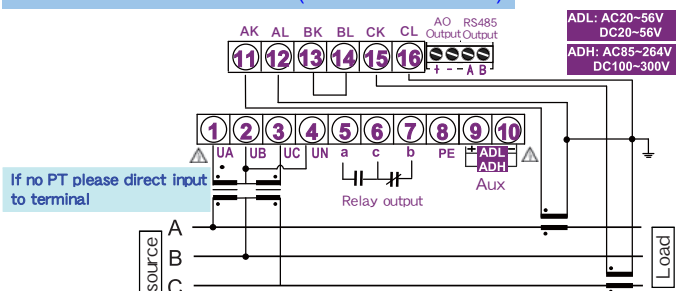 ADL: AC20~56V
DC20~56V
ADH: AC85~264V
DC100~300V
AK AL BK BL CK CL
AO RS485
Output Output
11 12 13 14 15 16
+ - - A B
1 2 3 4 5 6 7 8 9 10
UA UB UC UN a c b PE + ADL -
ADH
Aux
Relay output
If no PT please direct input
to terminal
A
B
C
source
Load